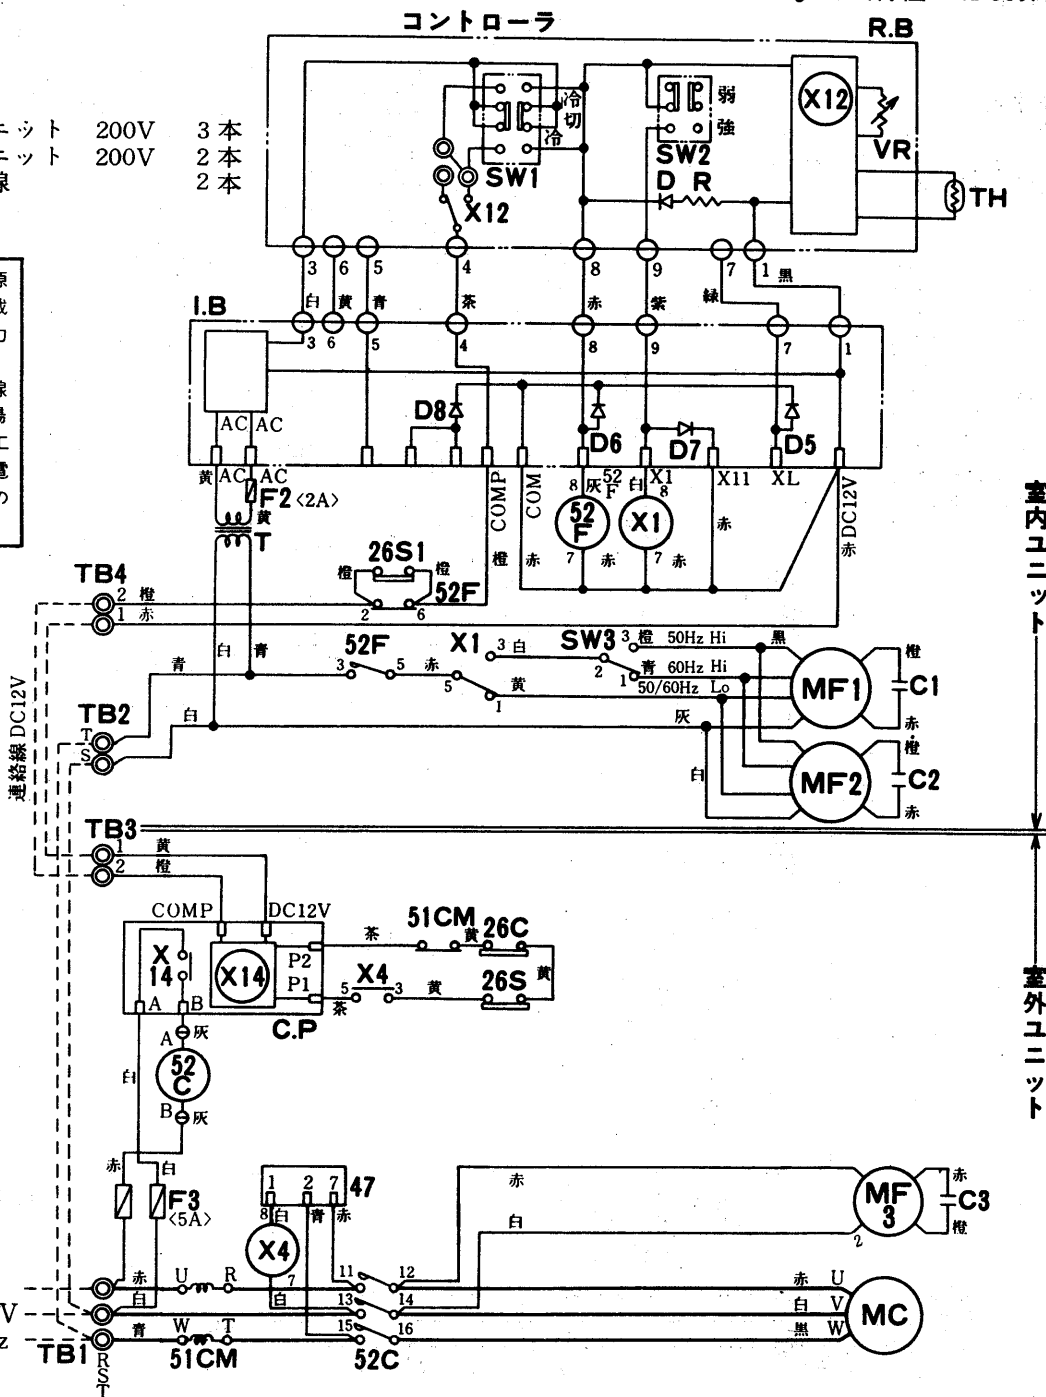 コントローラ
R.B
ニット 200V 3本
ニット 200V 2本
線 2本
冷
切
冷
SW1
弱
強
SW2
X12
VR
D R
TH
X12
3 6 5 4 8 9 7 1 黒
白 黄 青 茶 赤 紫 緑
I.B
3 6 5 4 8 9 7 1
AC AC
D8
D6
D7
D5
黄 AC AC
F2 <2A>
黄
T
COMP
COM
8 灰 52F
白 X1 8
X11
XL
DC12V
52F
X1
7 赤
7 赤
橙
赤
赤
赤
26S1
橙 橙
52F
2 6
TB4
2 橙
1 赤
白 青
青
52F
3 5 赤
X1
5
3 白
1
黄
SW3
2
3 橙 50Hz Hi
1 青 60Hz Hi
50/60Hz Lo
黒
MF1
橙
C1
赤
TB2
T
S
白
灰
白
MF2
橙
C2
赤
連絡線 DC12V
室内ユニット
TB3
1 黄
2 橙
COMP
DC12V
X14
X14
A B
P2
P1
C.P
茶
51CM
黄
26C
黄
5 X4 3
茶
黄
26S
室外ユニット
A 灰
52C
B 灰
白
赤 白
F3
<5A>
1 2 7
47
8 白 青 赤
X4
7
白
赤
白
MF3
2
赤
C3
橙
赤 U R
白
青 W T
51CM
11 12
13 14
15 16
52C
赤 U
白 V
黒 W
MC
V
z
TB1
R
S
T